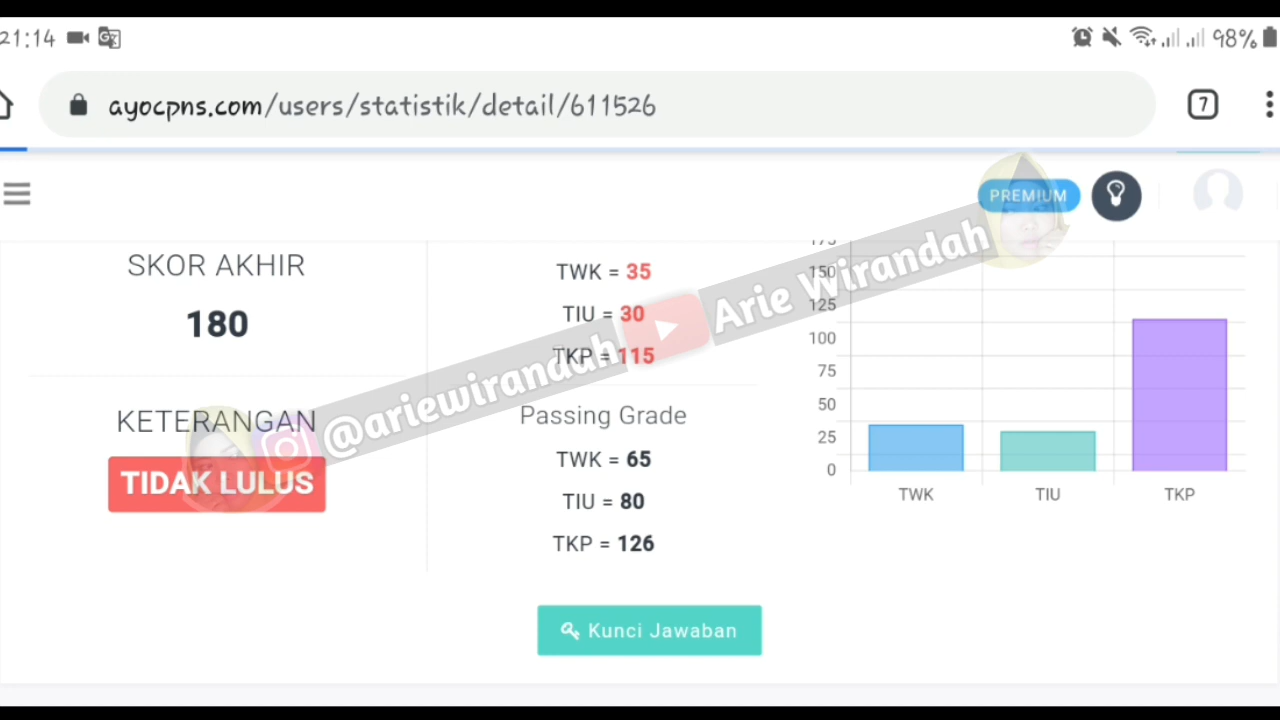 21:14
98%
ayocpns.com/users/statistik/detail/611526
7
PREMIUM
SKOR AKHIR
180
KETERANGAN
TIDAK LULUS
TWK = 35
TIU = 30
TKP = 115
Passing Grade
TWK = 65
TIU = 80
TKP = 126
175
150
125
100
75
50
25
0
TWK
TIU
TKP
@ariewirandah
Arie Wirandah
Kunci Jawaban